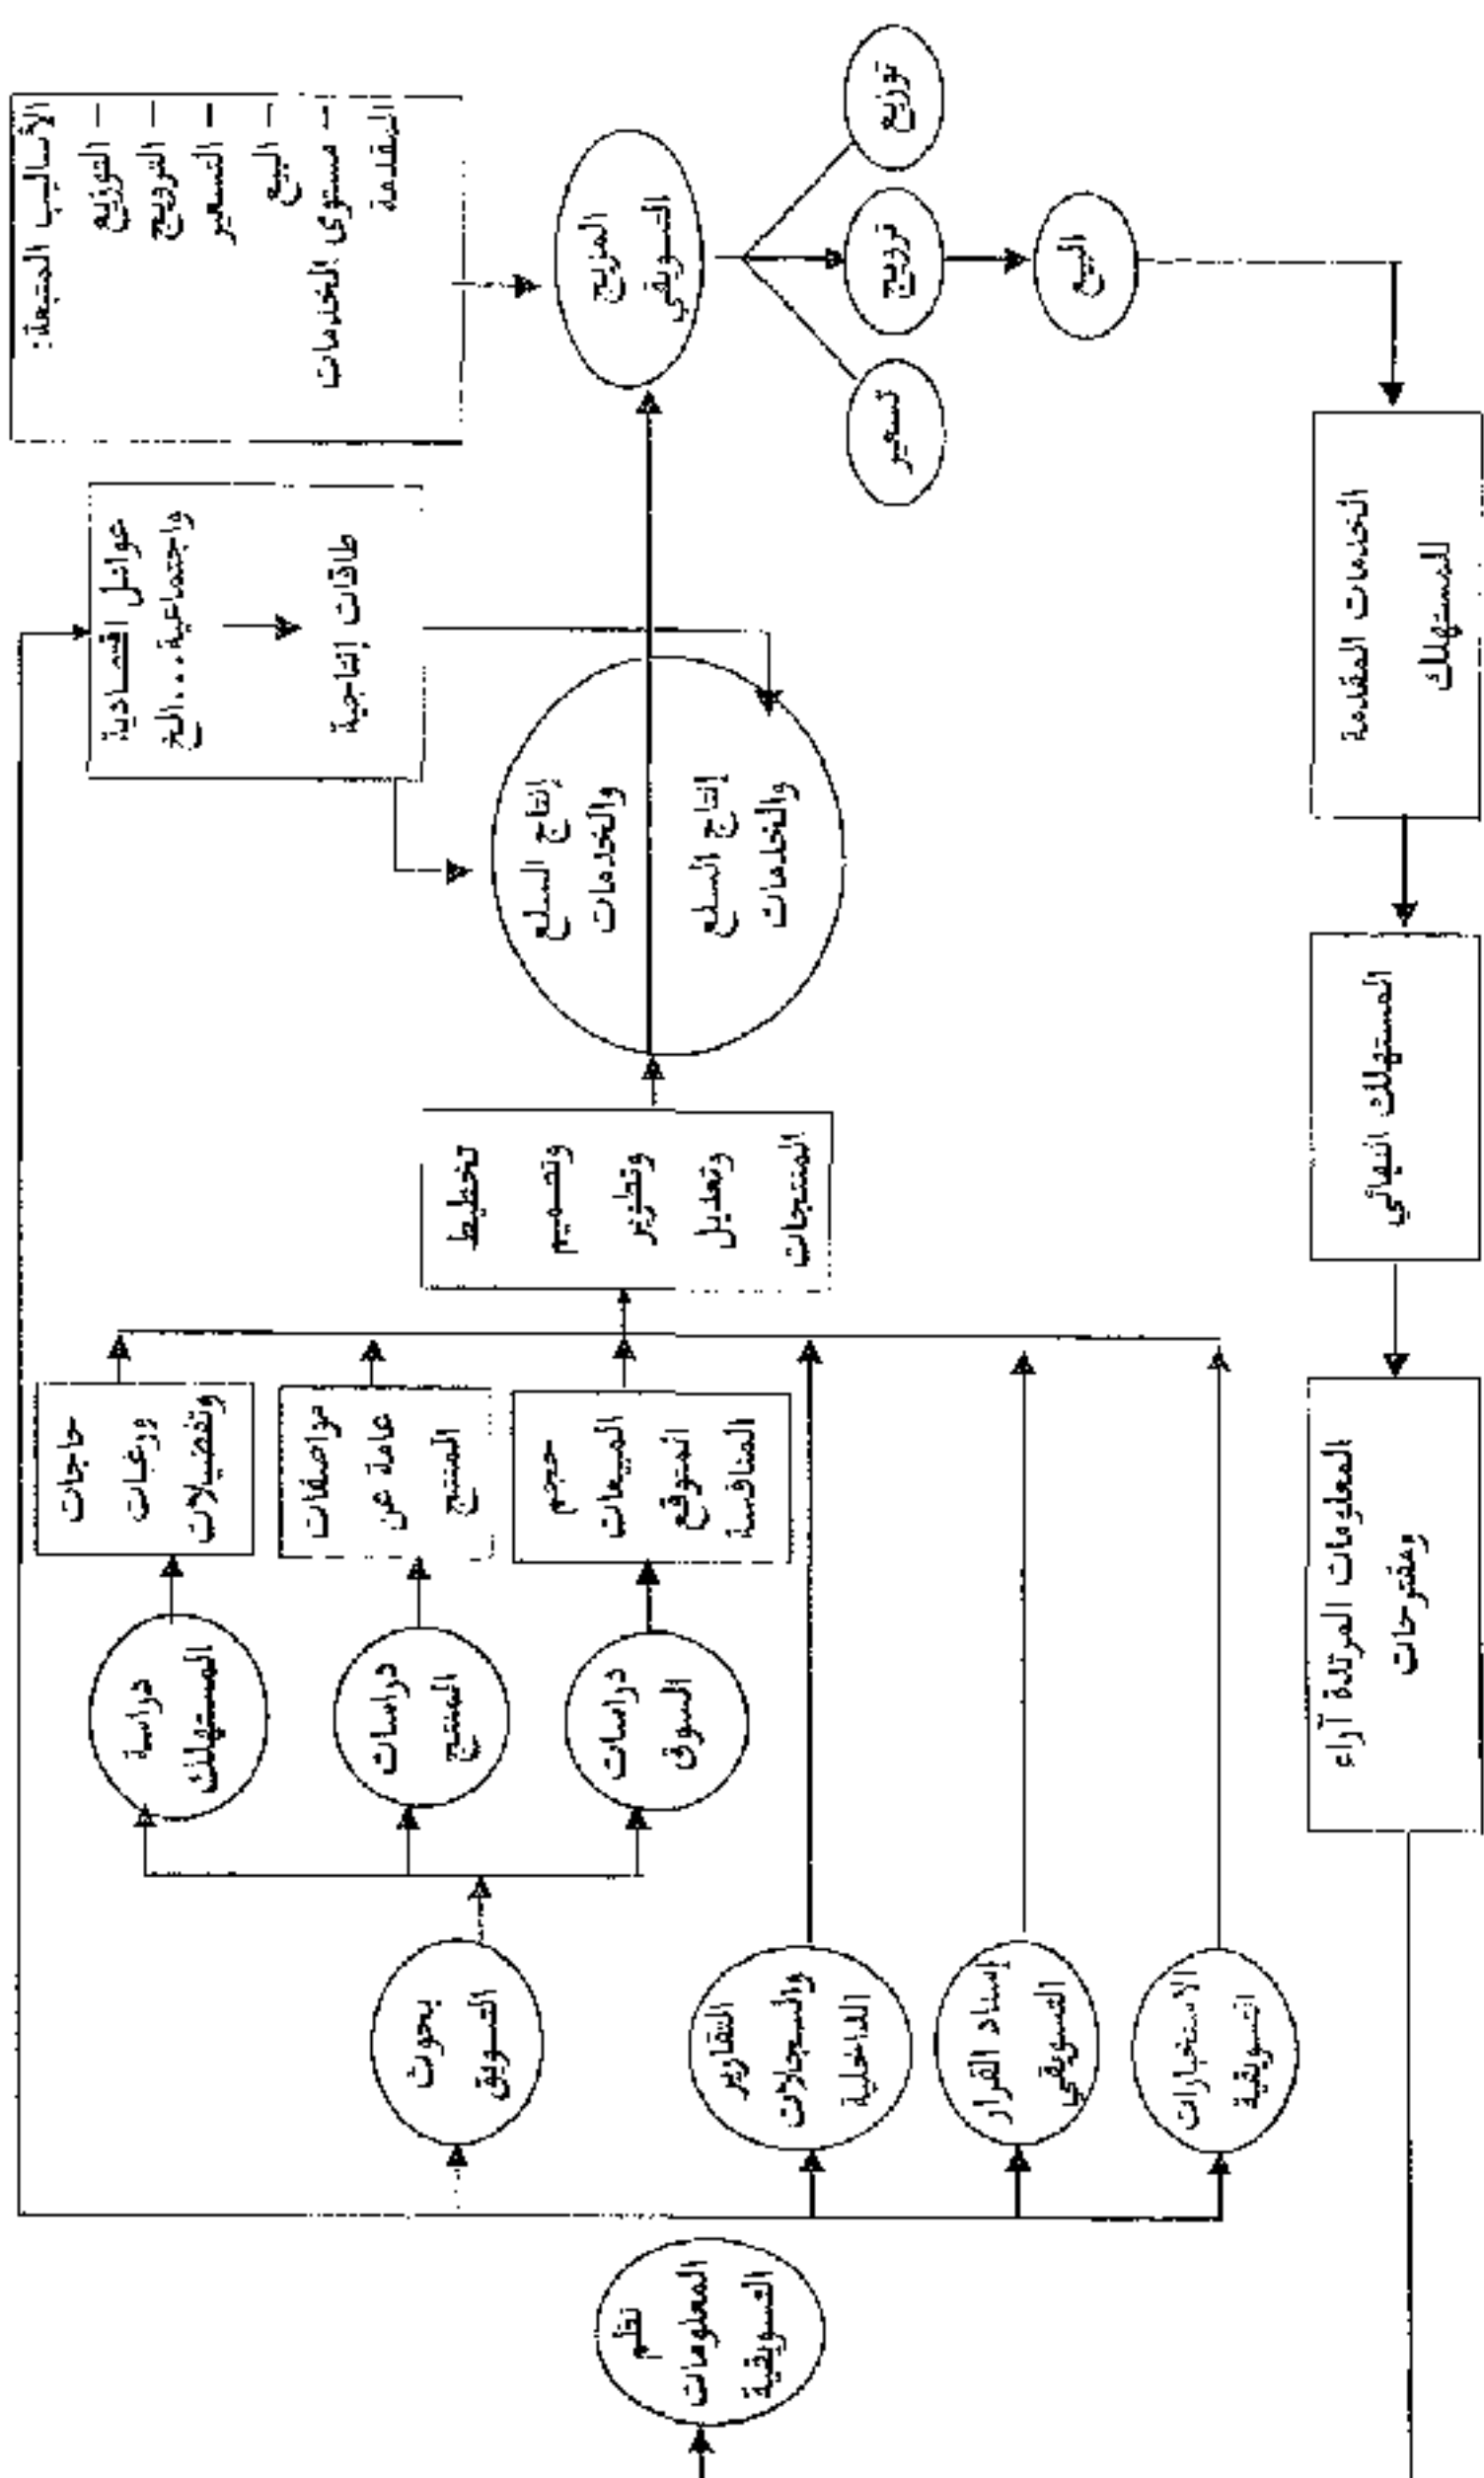 نظم
المعلومات
التسويقية
بحوث
التسويق
التقارير
والسجلات
الداخلية
إسناد القرار
التسويقي
الاستخبارات
التسويقية
دراسة
المستهلك
دراسات
المنتج
دراسات
السوق
حاجات
ورغبات
وتفضيلات
مواصفات
عامة عن
المنتج
حجم
المبيعات
المتوقع
المنافسة
تخطيط
وتصميم
وتطوير
وتعديل
المنتجات
عوامل اقتصادية
واجتماعية...الخ
طاقات إنتاجية
إنتاج السلع
والخدمات
إنتاج السلع
والخدمات
الأساليب المتبعة:
– التوزيع
– الترويج
– التسعير
– البيع
– مستوى الخدمات
المقدمة
المزيج
التسويقي
تسعير
ترويج
توزيع
البيع
الخدمات المقدمة
للمستهلك
المستهلك النهائي
المعلومات المرتدة آراء
ومقترحات